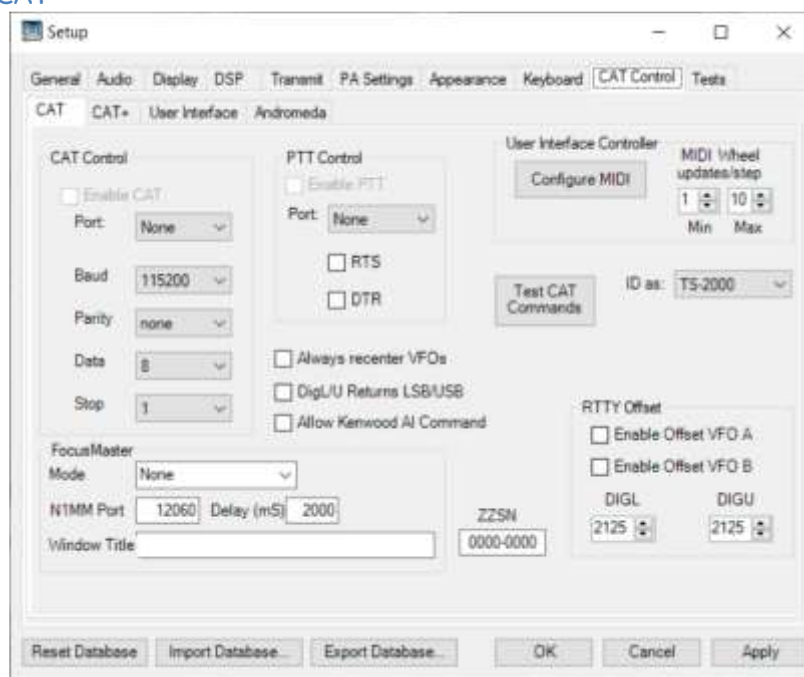 CAT
Setup
General Audio Display DSP Transmit PA Settings Appearance Keyboard CAT Control Tests
CAT CAT+ User Interface Andromeda
CAT Control
Enable CAT
Port: None
Baud 115200
Parity none
Data 8
Stop 1
PTT Control
Enable PTT
Port: None
RTS
DTR
User Interface Controller
Configure MIDI
MIDI Wheel
updates/step
1 10
Min Max
Test CAT
Commands
ID as: TS-2000
Always recenter VFOs
DigL/U Returns LSB/USB
Allow Kenwood AI Command
FocusMaster
Mode None
N1MM Port 12060 Delay (mS) 2000
Window Title
ZZSN
0000-0000
RTTY Offset
Enable Offset VFO A
Enable Offset VFO B
DIGL DIGU
2125 2125
Reset Database Import Database... Export Database... OK Cancel Apply